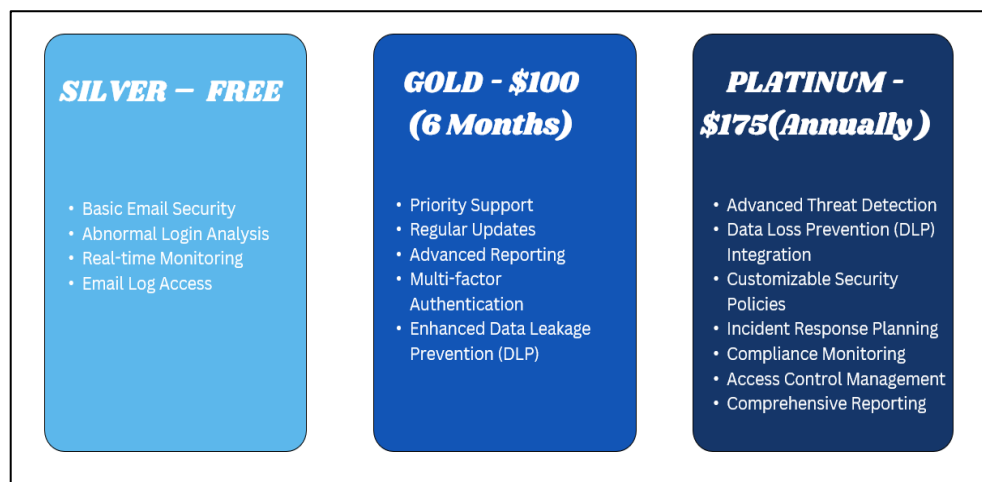 SILVER – FREE
• Basic Email Security
• Abnormal Login Analysis
• Real-time Monitoring
• Email Log Access
GOLD - $100
(6 Months)
• Priority Support
• Regular Updates
• Advanced Reporting
• Multi-factor
Authentication
• Enhanced Data Leakage
Prevention (DLP)
PLATINUM -
$175(Annually)
• Advanced Threat Detection
• Data Loss Prevention (DLP)
Integration
• Customizable Security
Policies
• Incident Response Planning
• Compliance Monitoring
• Access Control Management
• Comprehensive Reporting